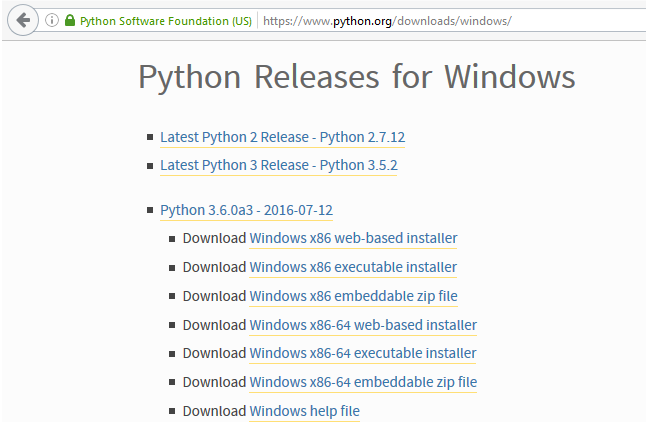 Python Software Foundation (US) https://www.python.org/downloads/windows/
Python Releases for Windows
Latest Python 2 Release - Python 2.7.12
Latest Python 3 Release - Python 3.5.2
Python 3.6.0a3 - 2016-07-12
Download Windows x86 web-based installer
Download Windows x86 executable installer
Download Windows x86 embeddable zip file
Download Windows x86-64 web-based installer
Download Windows x86-64 executable installer
Download Windows x86-64 embeddable zip file
Download Windows help file